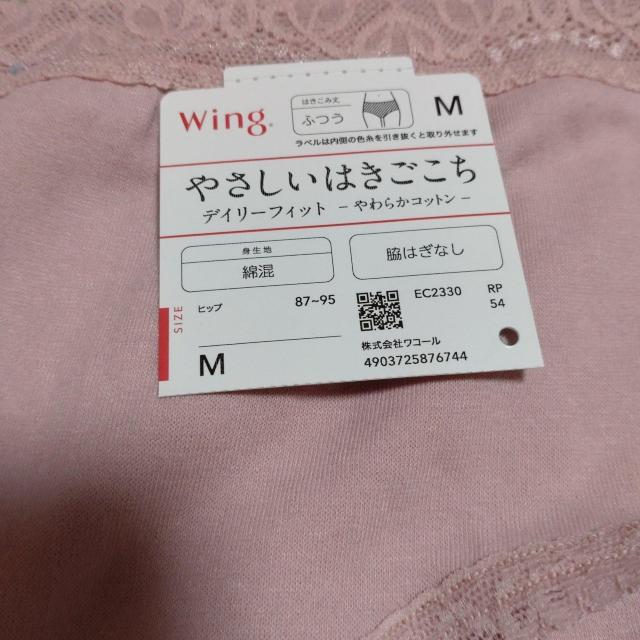 Wing®
はきこみ丈
ふつう
M
ラベルは内側の色糸を引き抜くと取り外せます
やさしいはきごこち
デイリーフィット －やわらかコットン－
身生地
綿混
脇はぎなし
SIZE
ヒップ 87~95
M
EC2330 RP
54
株式会社ワコール
4903725876744